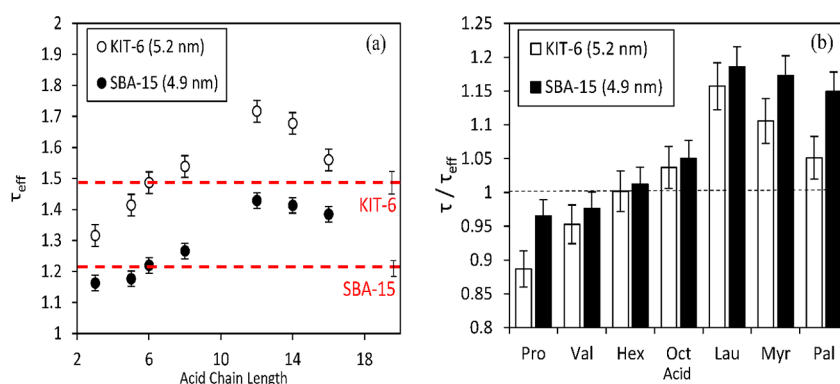 (a)
KIT-6 (5.2 nm)
SBA-15 (4.9 nm)
2
1.9
1.8
1.7
1.6
1.5
1.4
1.3
1.2
1.1
1
τeff
KIT-6
SBA-15
2 6 10 14 18
Acid Chain Length
(b)
KIT-6 (5.2 nm)
SBA-15 (4.9 nm)
1.25
1.2
1.15
1.1
1.05
1
0.95
0.9
0.85
0.8
τ / τeff
Pro Val Hex Oct Lau Myr Pal
Acid